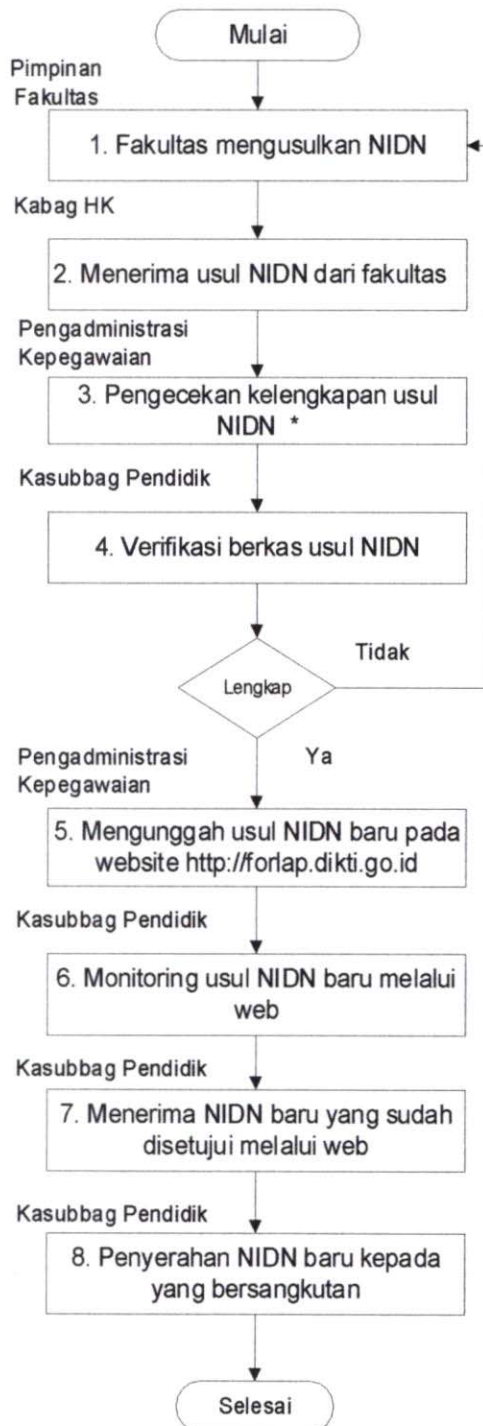 Mulai
Pimpinan
Fakultas
1. Fakultas mengusulkan NIDN
Kabag HK
2. Menerima usul NIDN dari fakultas
Pengadministrasi
Kepegawaian
3. Pengecekan kelengkapan usul
NIDN *
Kasubbag Pendidik
4. Verifikasi berkas usul NIDN
Lengkap
Tidak
Pengadministrasi
Kepegawaian
Ya
5. Mengunggah usul NIDN baru pada
website http://forlap.dikti.go.id
Kasubbag Pendidik
6. Monitoring usul NIDN baru melalui
web
Kasubbag Pendidik
7. Menerima NIDN baru yang sudah
disetujui melalui web
Kasubbag Pendidik
8. Penyerahan NIDN baru kepada
yang bersangkutan
Selesai